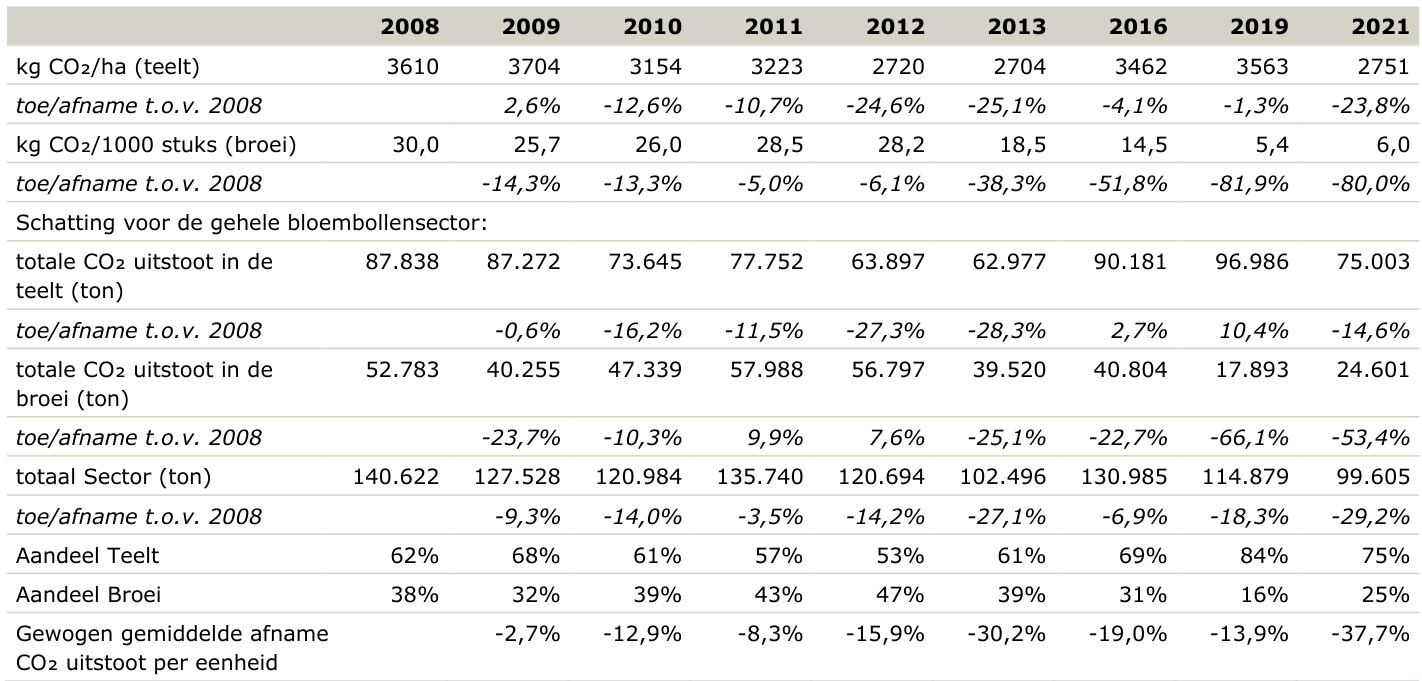 2008 2009 2010 2011 2012 2013 2016 2019 2021
kg CO₂/ha (teelt) 3610 3704 3154 3223 2720 2704 3462 3563 2751
toe/afname t.o.v. 2008 2,6% -12,6% -10,7% -24,6% -25,1% -4,1% -1,3% -23,8%
kg CO₂/1000 stuks (broei) 30,0 25,7 26,0 28,5 28,2 18,5 14,5 5,4 6,0
toe/afname t.o.v. 2008 -14,3% -13,3% -5,0% -6,1% -38,3% -51,8% -81,9% -80,0%
Schatting voor de gehele bloembollensector:
totale CO₂ uitstoot in de 87.838 87.272 73.645 77.752 63.897 62.977 90.181 96.986 75.003
teelt (ton)
toe/afname t.o.v. 2008 -0,6% -16,2% -11,5% -27,3% -28,3% 2,7% 10,4% -14,6%
totale CO₂ uitstoot in de 52.783 40.255 47.339 57.988 56.797 39.520 40.804 17.893 24.601
broei (ton)
toe/afname t.o.v. 2008 -23,7% -10,3% 9,9% 7,6% -25,1% -22,7% -66,1% -53,4%
totaal Sector (ton) 140.622 127.528 120.984 135.740 120.694 102.496 130.985 114.879 99.605
toe/afname t.o.v. 2008 -9,3% -14,0% -3,5% -14,2% -27,1% -6,9% -18,3% -29,2%
Aandeel Teelt 62% 68% 61% 57% 53% 61% 69% 84% 75%
Aandeel Broei 38% 32% 39% 43% 47% 39% 31% 16% 25%
Gewogen gemiddelde afname -2,7% -12,9% -8,3% -15,9% -30,2% -19,0% -13,9% -37,7%
CO₂ uitstoot per eenheid